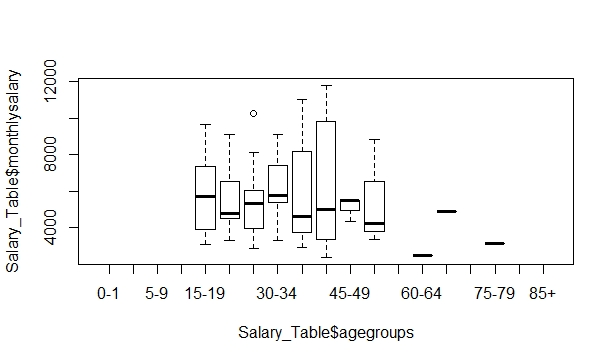 Salary_Table$monthlysalary
12000
8000
4000
0-1 5-9 15-19 30-34 45-49 60-64 75-79 85+
Salary_Table$agegroups